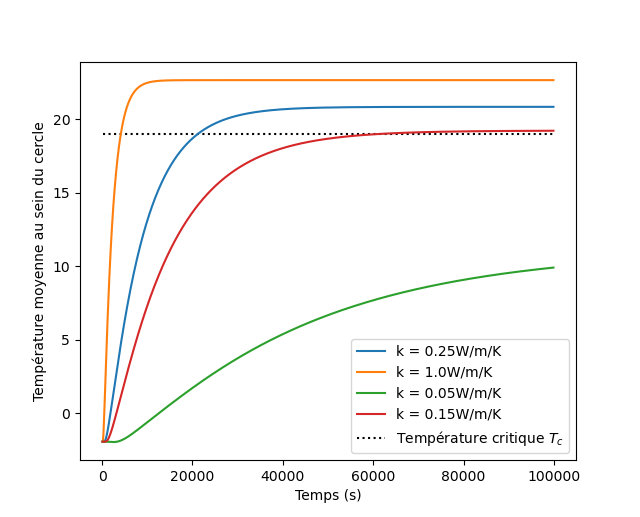 20
15
10
5
0
Température moyenne au sein du cercle
k = 0.25W/m/K
k = 1.0W/m/K
k = 0.05W/m/K
k = 0.15W/m/K
Température critique T_c
0 20000 40000 60000 80000 100000
Temps (s)